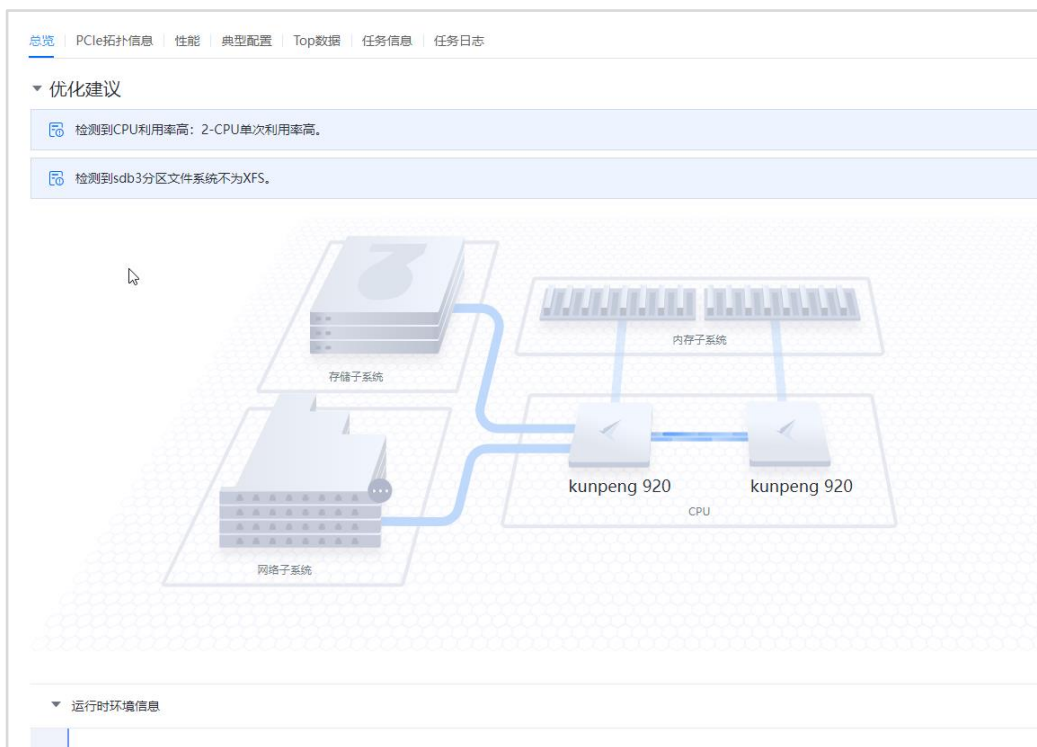 总览 PCIe拓扑信息 性能 典型配置 Top数据 任务信息 任务日志
优化建议
检测到CPU利用率高：2-CPU单次利用率高。
检测到sdb3分区文件系统不为XFS。
内存子系统
存储子系统
kunpeng 920 kunpeng 920
CPU
网络子系统
运行时环境信息